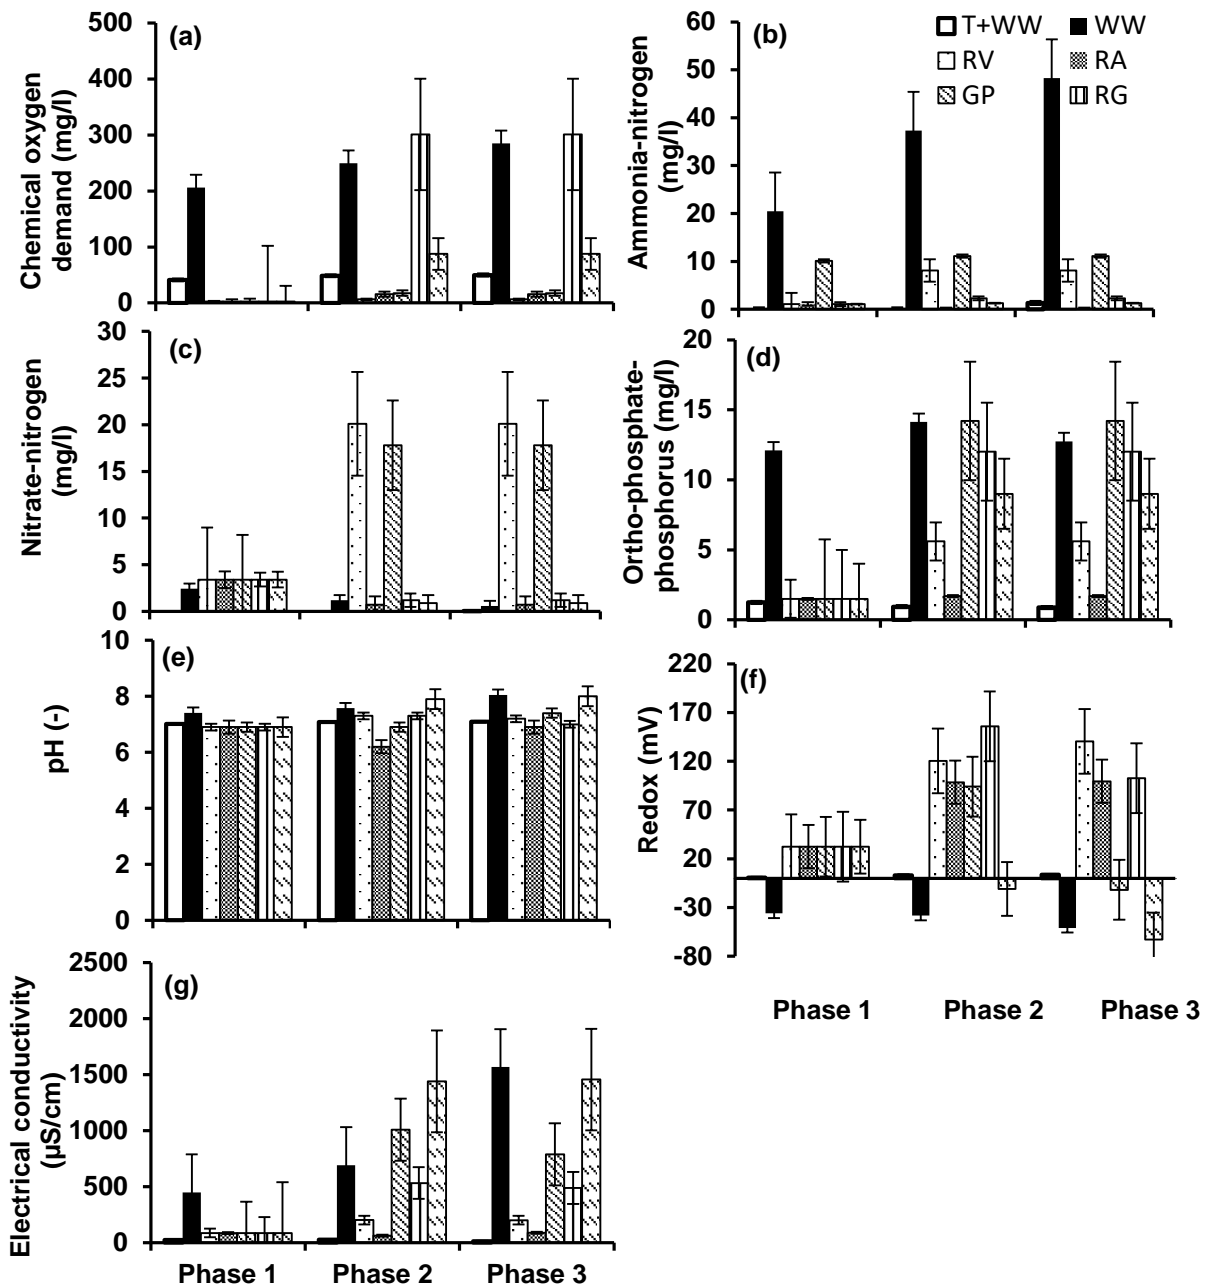 (a)
Chemical oxygen
demand (mg/l)
500
400
300
200
100
0
(b)
Ammonia-nitrogen
(mg/l)
60
50
40
30
20
10
0
T+WW
WW
RV
RA
GP
RG
(c)
Nitrate-nitrogen
(mg/l)
30
25
20
15
10
5
0
(d)
Ortho-phosphate-
phosphorus (mg/l)
20
15
10
5
0
(e)
pH (-)
10
8
6
4
2
0
(f)
Redox (mV)
220
170
120
70
20
-30
-80
Phase 1
Phase 2
Phase 3
(g)
Electrical conductivity
(µS/cm)
2500
2000
1500
1000
500
0
Phase 1
Phase 2
Phase 3